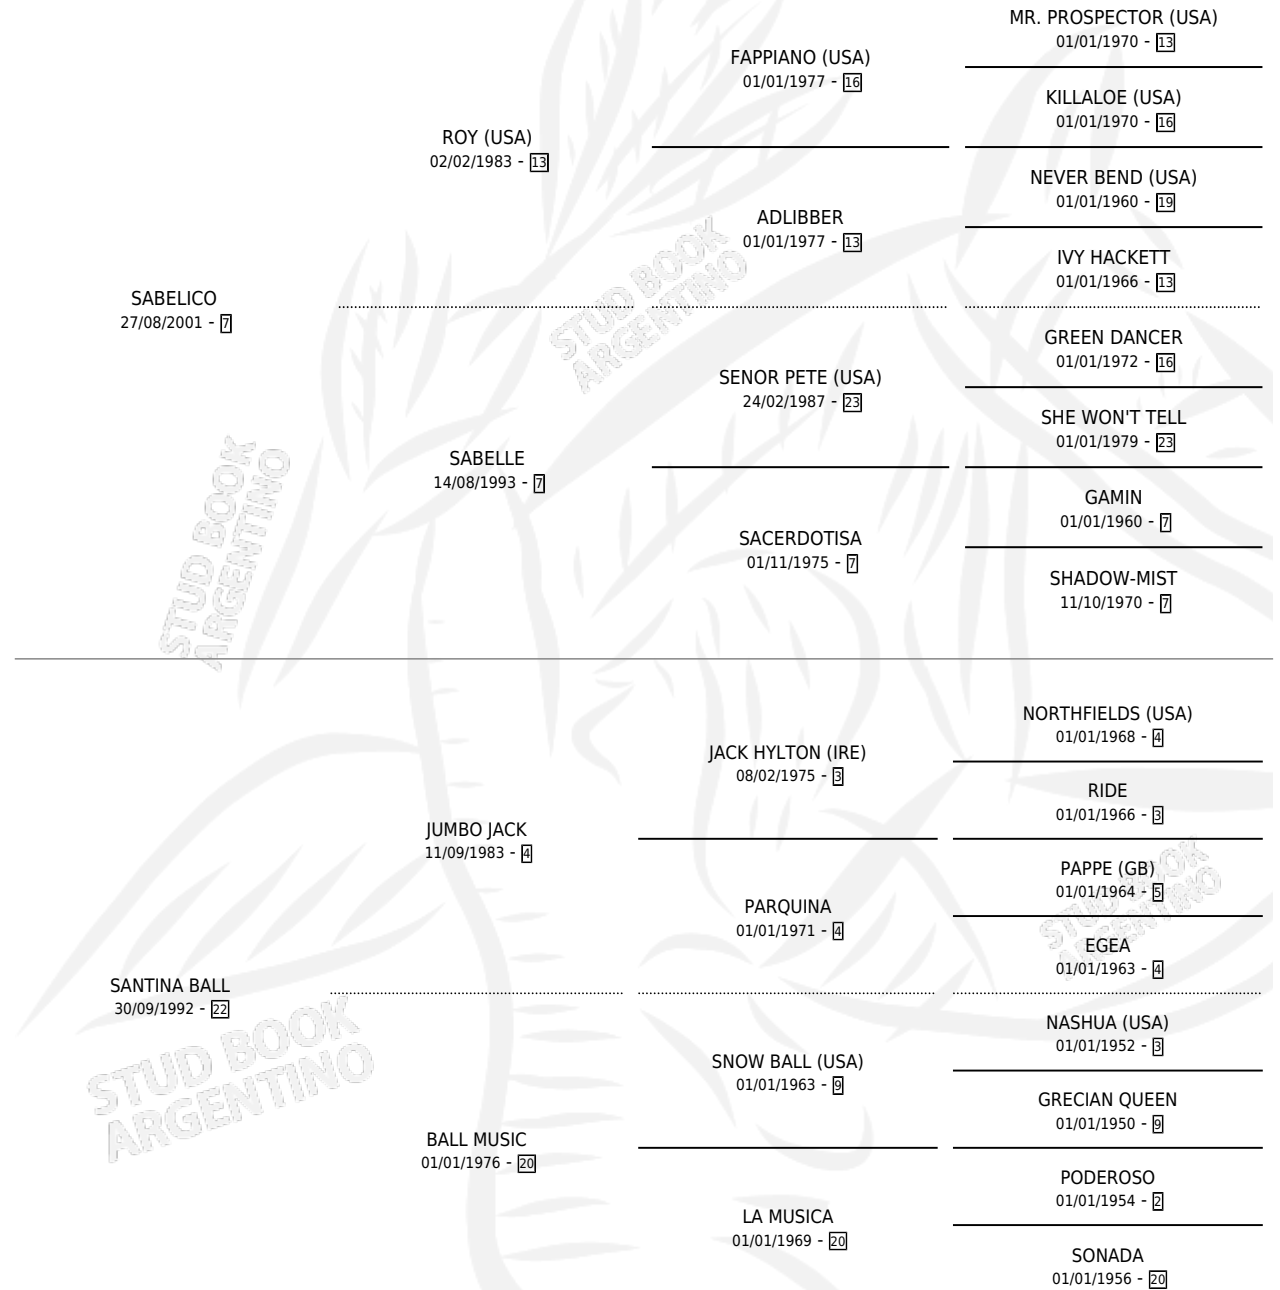 SABELICO
27/08/2001 - 7
ROY (USA)
02/02/1983 - 13
SABELLE
14/08/1993 - 7
FAPPIANO (USA)
01/01/1977 - 16
ADLIBBER
01/01/1977 - 13
SENOR PETE (USA)
24/02/1987 - 23
SACERDOTISA
01/11/1975 - 7
MR. PROSPECTOR (USA)
01/01/1970 - 13
KILLALOE (USA)
01/01/1970 - 16
NEVER BEND (USA)
01/01/1960 - 19
IVY HACKETT
01/01/1966 - 13
GREEN DANCER
01/01/1972 - 16
SHE WON'T TELL
01/01/1979 - 23
GAMIN
01/01/1960 - 7
SHADOW-MIST
11/10/1970 - 7
STUD BOOK
ARGENTINO
STUD BOOK
ARGENTINO
SANTINA BALL
30/09/1992 - 22
JUMBO JACK
11/09/1983 - 4
BALL MUSIC
01/01/1976 - 20
JACK HYLTON (IRE)
08/02/1975 - 3
PARQUINA
01/01/1971 - 4
SNOW BALL (USA)
01/01/1963 - 9
LA MUSICA
01/01/1969 - 20
NORTHFIELDS (USA)
01/01/1968 - 4
RIDE
01/01/1966 - 3
PAPPE (GB)
01/01/1964 - 5
EGEA
01/01/1963 - 4
NASHUA (USA)
01/01/1952 - 3
GRECIAN QUEEN
01/01/1950 - 9
PODEROSO
01/01/1954 - 2
SONADA
01/01/1956 - 20
STUD BOOK
ARGENTINO
STUD BOOK
ARGENTINO